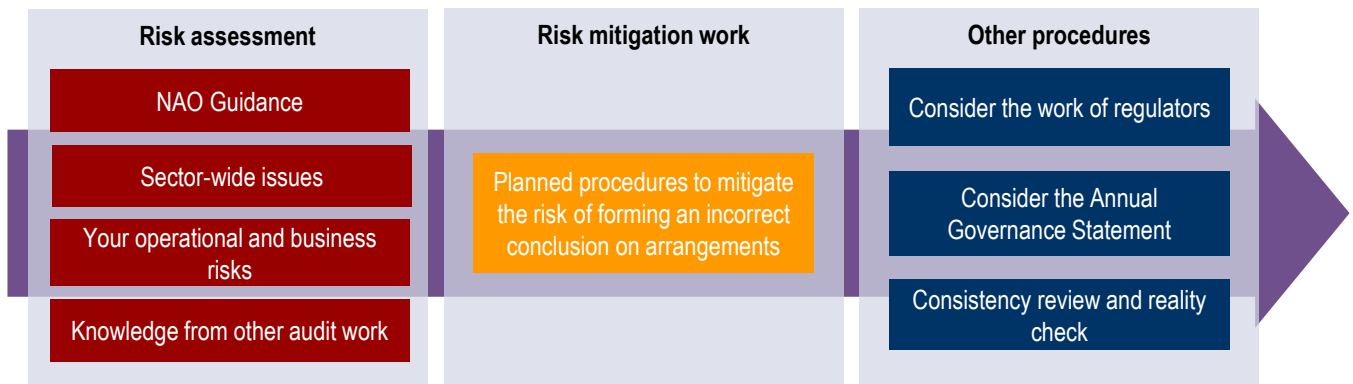 Risk assessment
NAO Guidance
Sector-wide issues
Your operational and business
risks
Knowledge from other audit work
Risk mitigation work
Planned procedures to mitigate
the risk of forming an incorrect
conclusion on arrangements
Other procedures
Consider the work of regulators
Consider the Annual
Governance Statement
Consistency review and reality
check